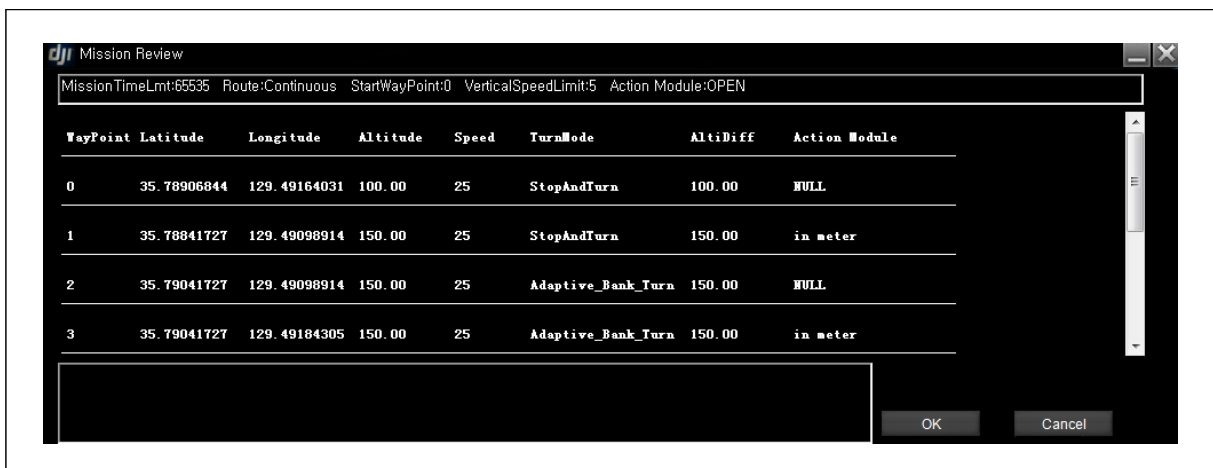 dji Mission Review
MissionTimeLmt:65535 Route:Continuous StartWayPoint:0 VerticalSpeedLimit:5 Action Module:OPEN
WayPoint Latitude Longitude Altitude Speed TurnMode AltiDiff Action Module
0 35.78906844 129.49164031 100.00 25 StopAndTurn 100.00 NULL
1 35.78841727 129.49098914 150.00 25 StopAndTurn 150.00 in meter
2 35.79041727 129.49098914 150.00 25 Adaptive_Bank_Turn 150.00 NULL
3 35.79041727 129.49184305 150.00 25 Adaptive_Bank_Turn 150.00 in meter
OK Cancel